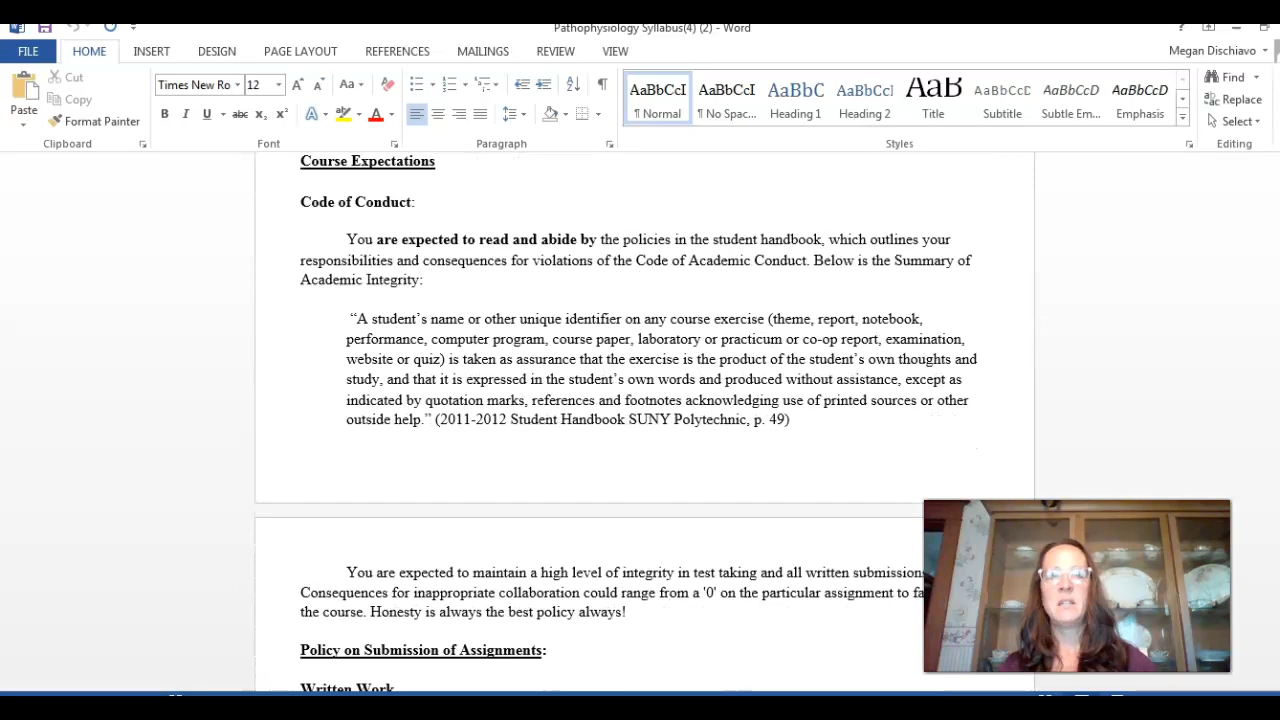 Pathophysiology Syllabus(4) (2) - Word
FILE HOME INSERT DESIGN PAGE LAYOUT REFERENCES MAILINGS REVIEW VIEW Megan Dischiavo
Paste
Cut
Copy
Format Painter
Clipboard
Times New Ro 12 Aa
B I U abc x₂ x² A A
Font
Paragraph
AaBbCcI AaBbCcI AaBbC AaBbCcI AaB AaBbCcD AaBbCcD AaBbCcD
¶ Normal ¶ No Spac... Heading 1 Heading 2 Title Subtitle Subtle Em... Emphasis
Styles
Find
Replace
Select
Editing
Course Expectations
Code of Conduct:
You are expected to read and abide by the policies in the student handbook, which outlines your
responsibilities and consequences for violations of the Code of Academic Conduct. Below is the Summary of
Academic Integrity:
“A student’s name or other unique identifier on any course exercise (theme, report, notebook,
performance, computer program, course paper, laboratory or practicum or co-op report, examination,
website or quiz) is taken as assurance that the exercise is the product of the student’s own thoughts and
study, and that it is expressed in the student’s own words and produced without assistance, except as
indicated by quotation marks, references and footnotes acknowledging use of printed sources or other
outside help.” (2011-2012 Student Handbook SUNY Polytechnic, p. 49)
You are expected to maintain a high level of integrity in test taking and all written submissions
Consequences for inappropriate collaboration could range from a '0' on the particular assignment to fa
the course. Honesty is always the best policy always!
Policy on Submission of Assignments:
Written Work